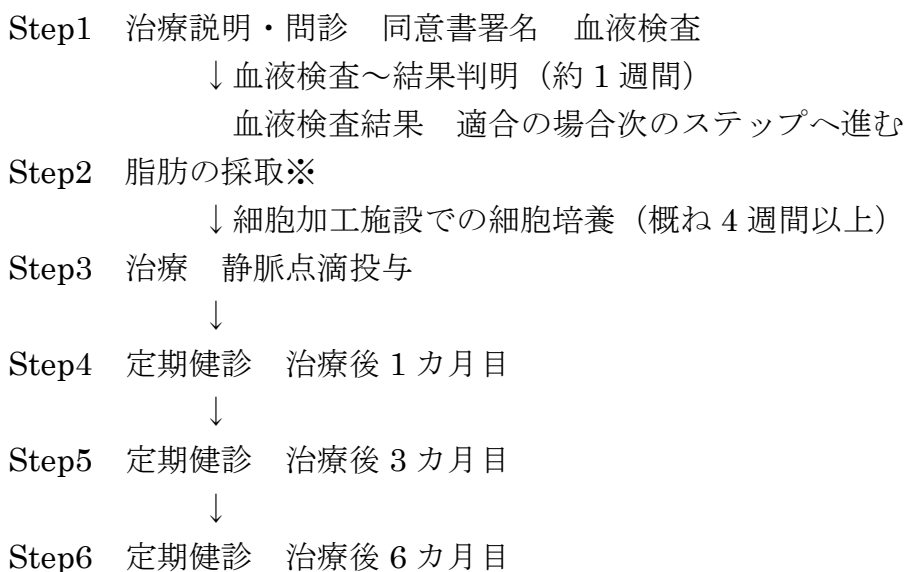 Step1　治療説明・問診　同意書署名　血液検査
↓血液検査～結果判明（約 1 週間）
血液検査結果　適合の場合次のステップへ進む
Step2　脂肪の採取※
↓細胞加工施設での細胞培養（概ね 4 週間以上）
Step3　治療　静脈点滴投与
↓
Step4　定期健診　治療後 1 カ月目
↓
Step5　定期健診　治療後 3 カ月目
↓
Step6　定期健診　治療後 6 カ月目